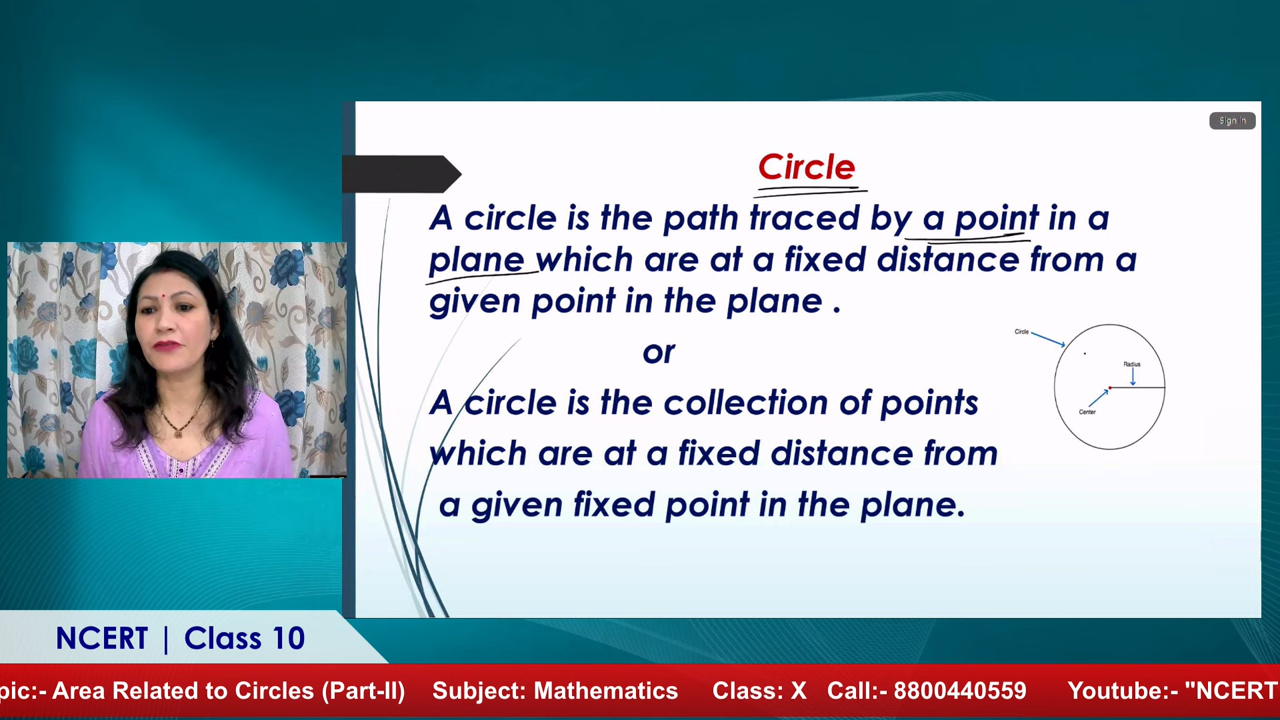 Sign In
Circle
A circle is the path traced by a point in a
plane which are at a fixed distance from a
given point in the plane .
or
A circle is the collection of points
which are at a fixed distance from
a given fixed point in the plane.
Circle
Radius
Center
NCERT | Class 10
pic:- Area Related to Circles (Part-II) Subject: Mathematics Class: X Call:- 8800440559 Youtube:- "NCERT